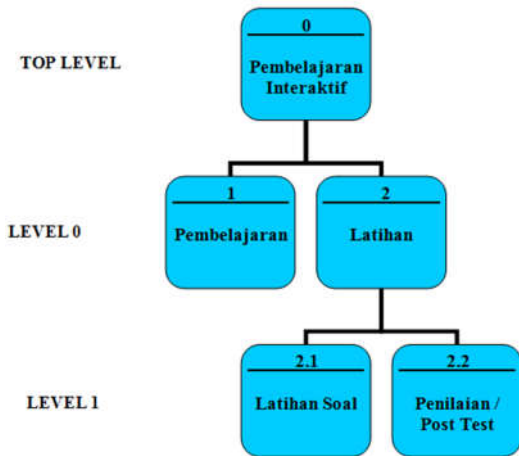 0
TOP LEVEL
Pembelajaran
Interaktif
1
2
LEVEL 0
Pembelajaran
Latihan
2.1
2.2
LEVEL 1
Latihan Soal
Penilaian /
Post Test